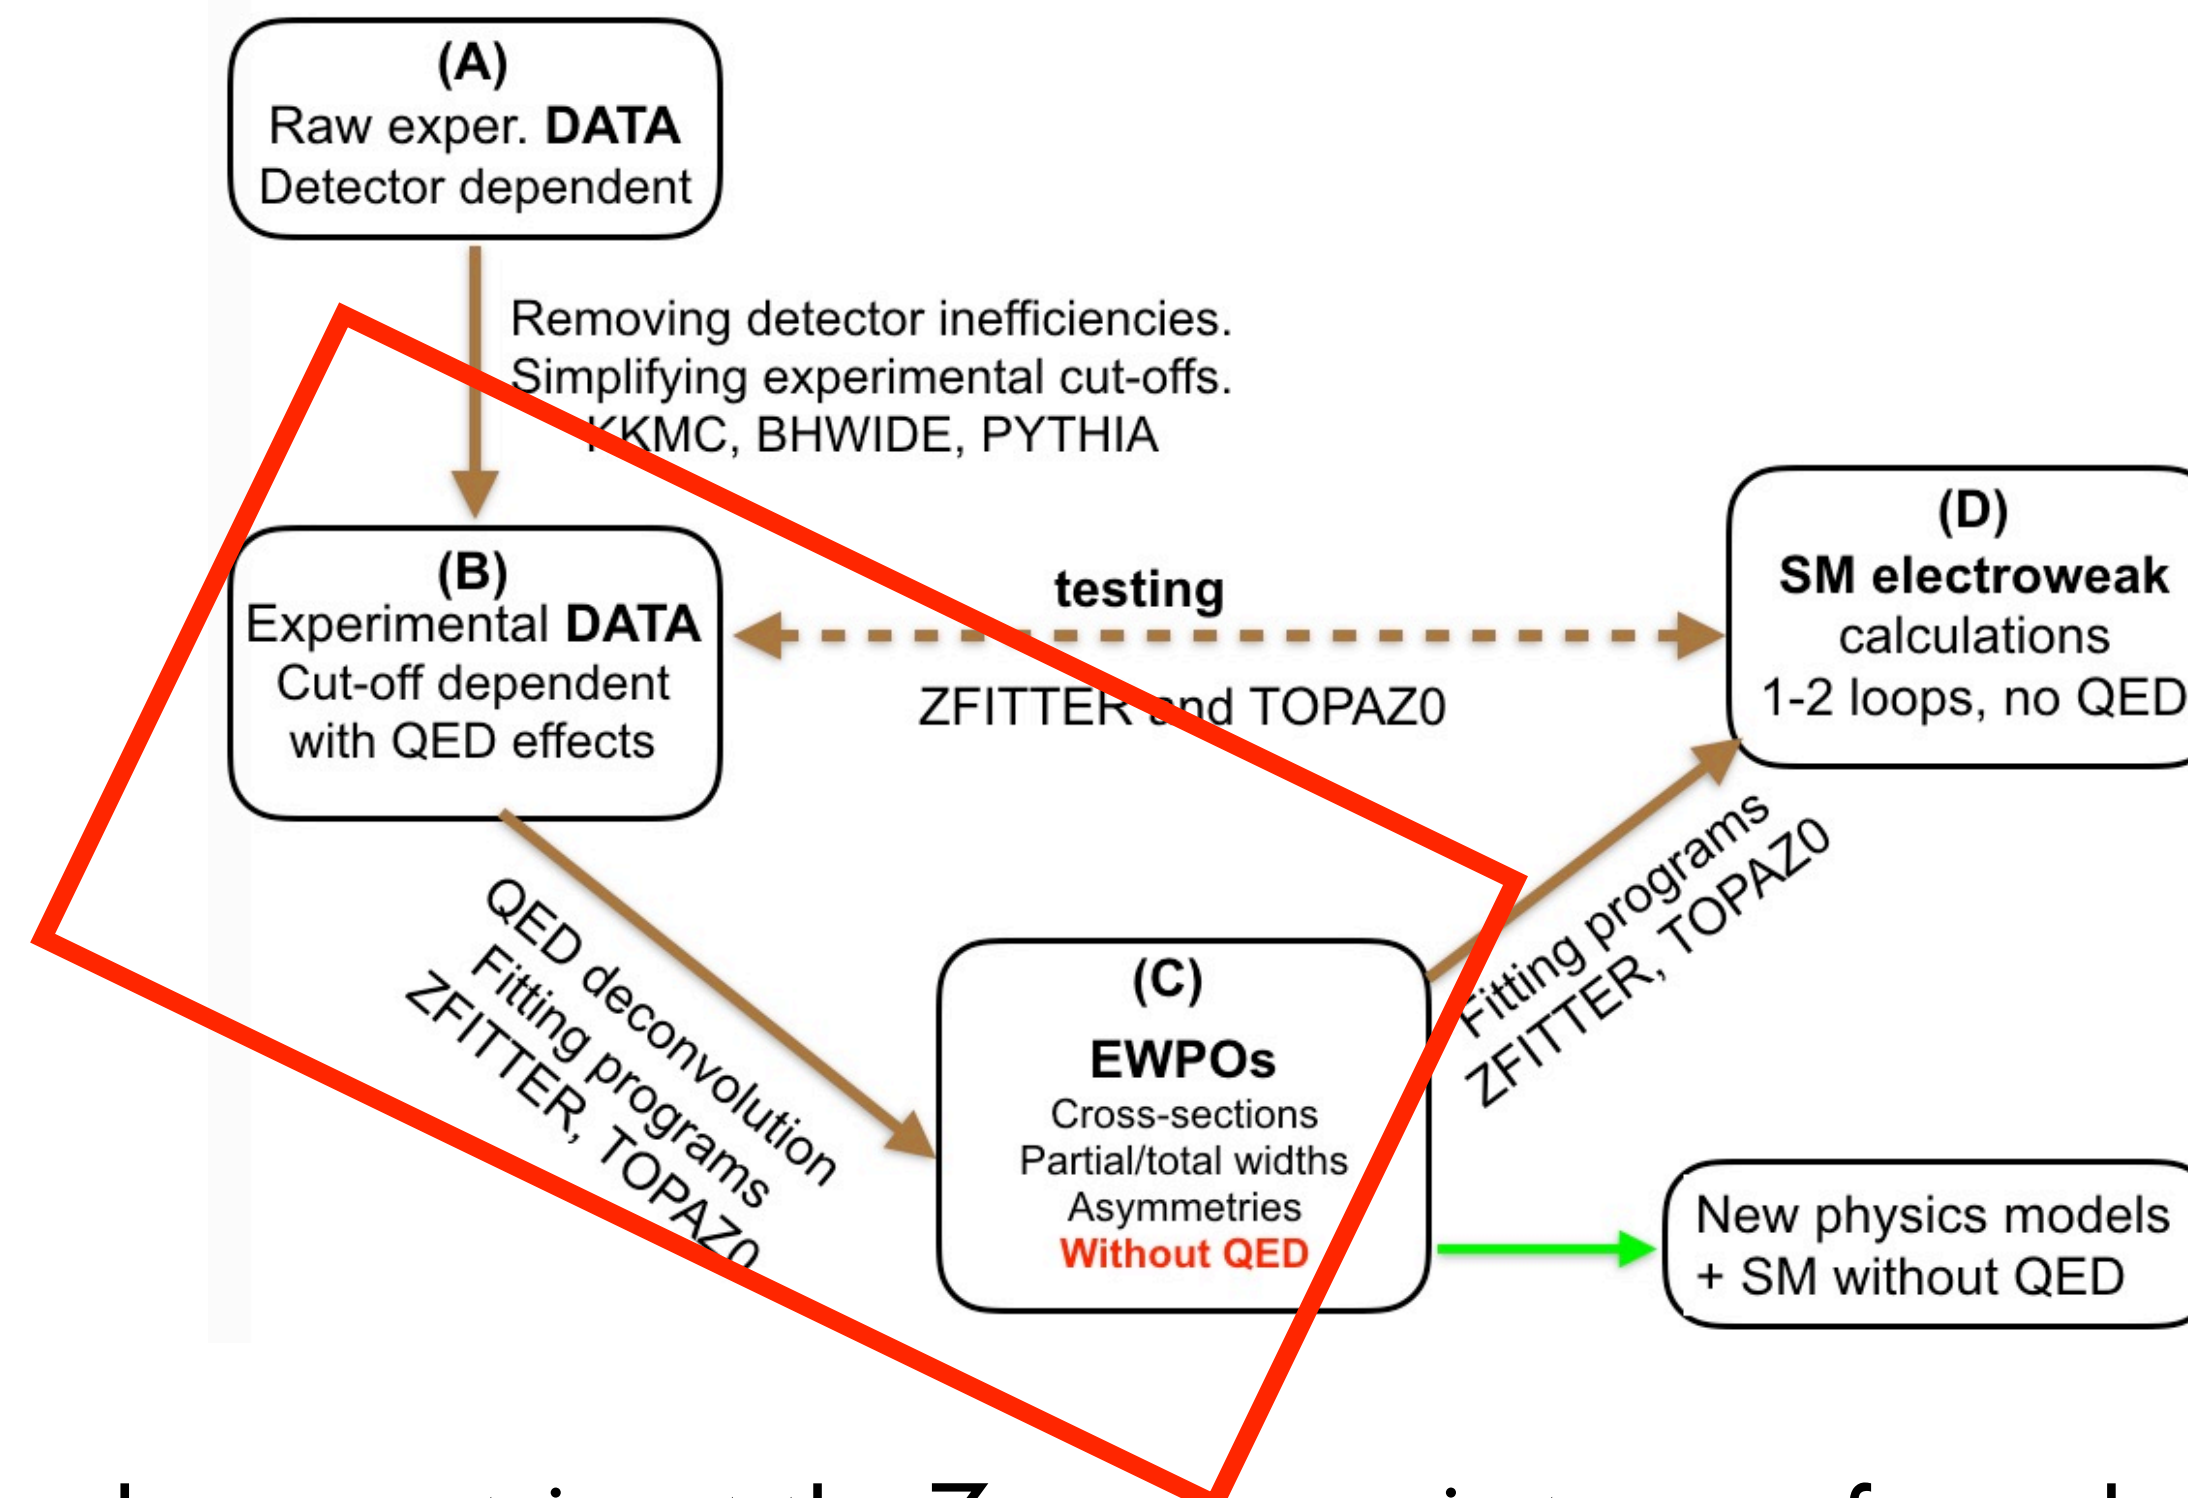 (A)
Raw exper. DATA
Detector dependent
Removing detector inefficiencies.
Simplifying experimental cut-offs.
KKMC, BHWIDE, PYTHIA
(B)
Experimental DATA
Cut-off dependent
with QED effects
testing
ZFITTER and TOPAZ0
(D)
SM electroweak
calculations
1-2 loops, no QED
QED deconvolution
Fitting programs
ZFITTER, TOPAZ0
(C)
EWPOs
Cross-sections
Partial/total widths
Asymmetries
Without QED
Fitting programs
ZFITTER, TOPAZ0
New physics models
+ SM without QED